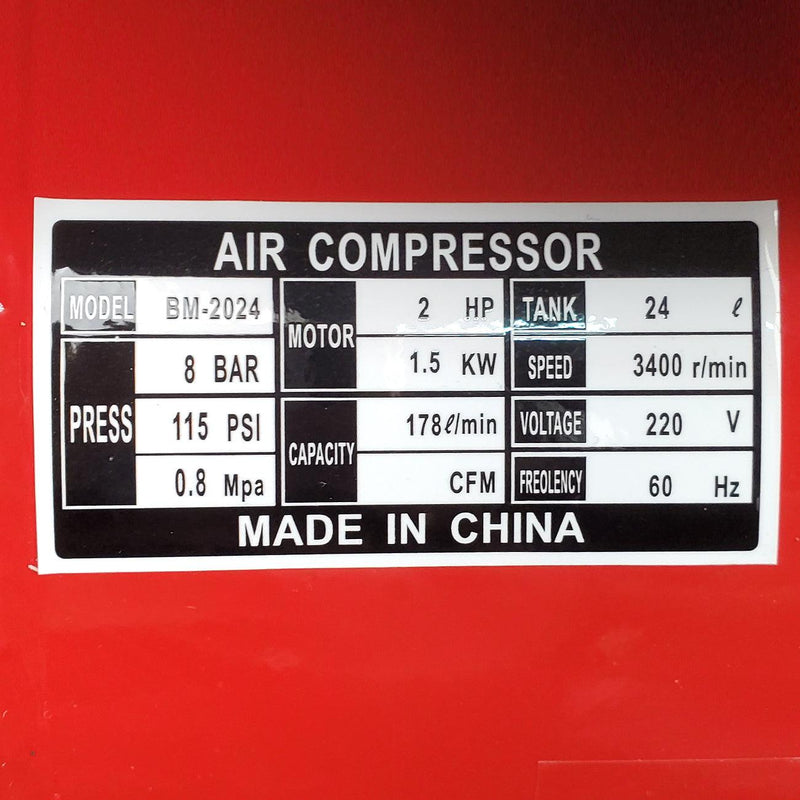 AIR COMPRESSOR
MODEL BM-2024
PRESS
8 BAR
115 PSI
0.8 Mpa
MOTOR
2 HP
1.5 KW
CAPACITY
178ℓ/min
CFM
TANK 24 ℓ
SPEED 3400 r/min
VOLTAGE 220 V
FREOLENCY 60 Hz
MADE IN CHINA